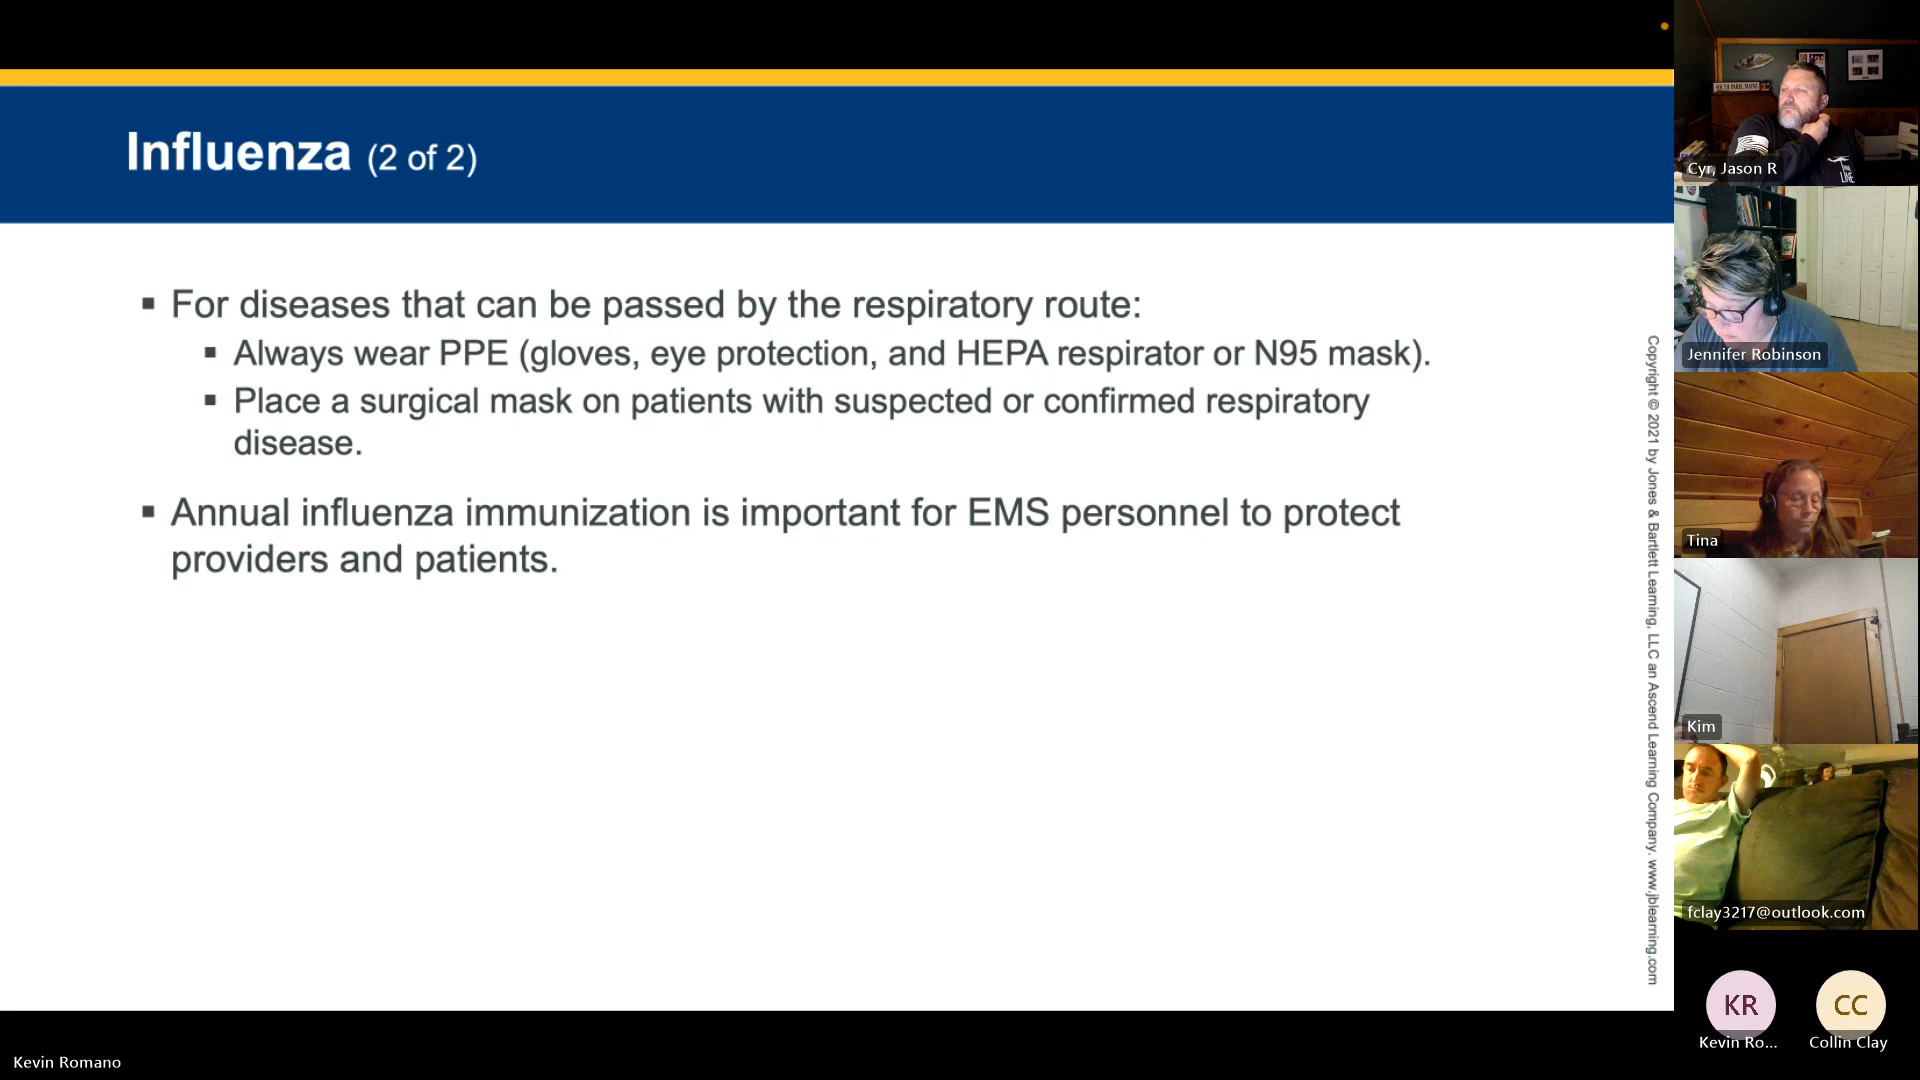 Influenza (2 of 2)
▪ For diseases that can be passed by the respiratory route:
▪ Always wear PPE (gloves, eye protection, and HEPA respirator or N95 mask).
▪ Place a surgical mask on patients with suspected or confirmed respiratory
disease.
▪ Annual influenza immunization is important for EMS personnel to protect
providers and patients.
Copyright © 2021 by Jones & Bartlett Learning, LLC an Ascend Learning Company. www.jblearning.com
SOUTH PARIS, MAINE
LINE
Cyr, Jason R
Jennifer Robinson
Tina
Kim
fclay3217@outlook.com
KR
CC
Kevin Ro...
Collin Clay
Kevin Romano